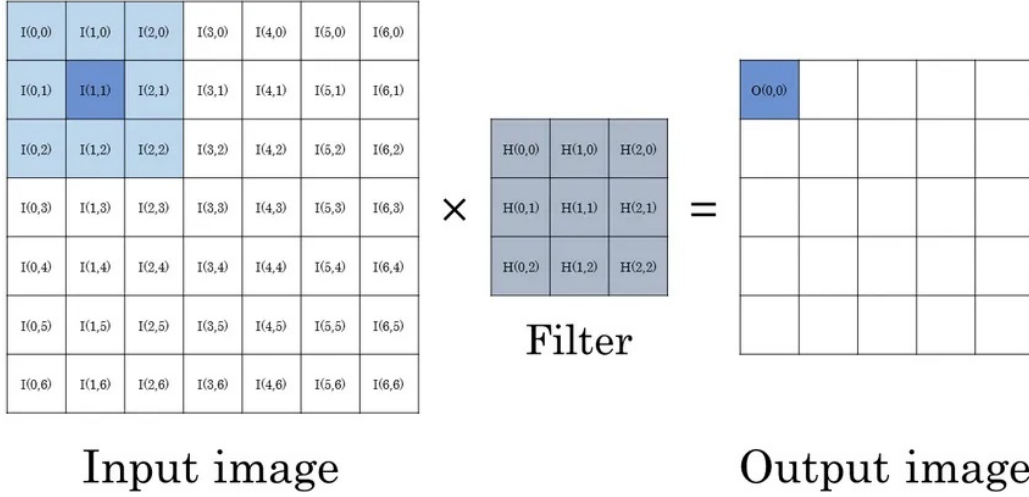 I(0,0) I(1,0) I(2,0) I(3,0) I(4,0) I(5,0) I(6,0)
I(0,1) I(1,1) I(2,1) I(3,1) I(4,1) I(5,1) I(6,1)
I(0,2) I(1,2) I(2,2) I(3,2) I(4,2) I(5,2) I(6,2)
I(0,3) I(1,3) I(2,3) I(3,3) I(4,3) I(5,3) I(6,3)
I(0,4) I(1,4) I(2,4) I(3,4) I(4,4) I(5,4) I(6,4)
I(0,5) I(1,5) I(2,5) I(3,5) I(4,5) I(5,5) I(6,5)
I(0,6) I(1,6) I(2,6) I(3,6) I(4,6) I(5,6) I(6,6)
Input image
×
H(0,0) H(1,0) H(2,0)
H(0,1) H(1,1) H(2,1)
H(0,2) H(1,2) H(2,2)
Filter
=
O(0,0)
Output image